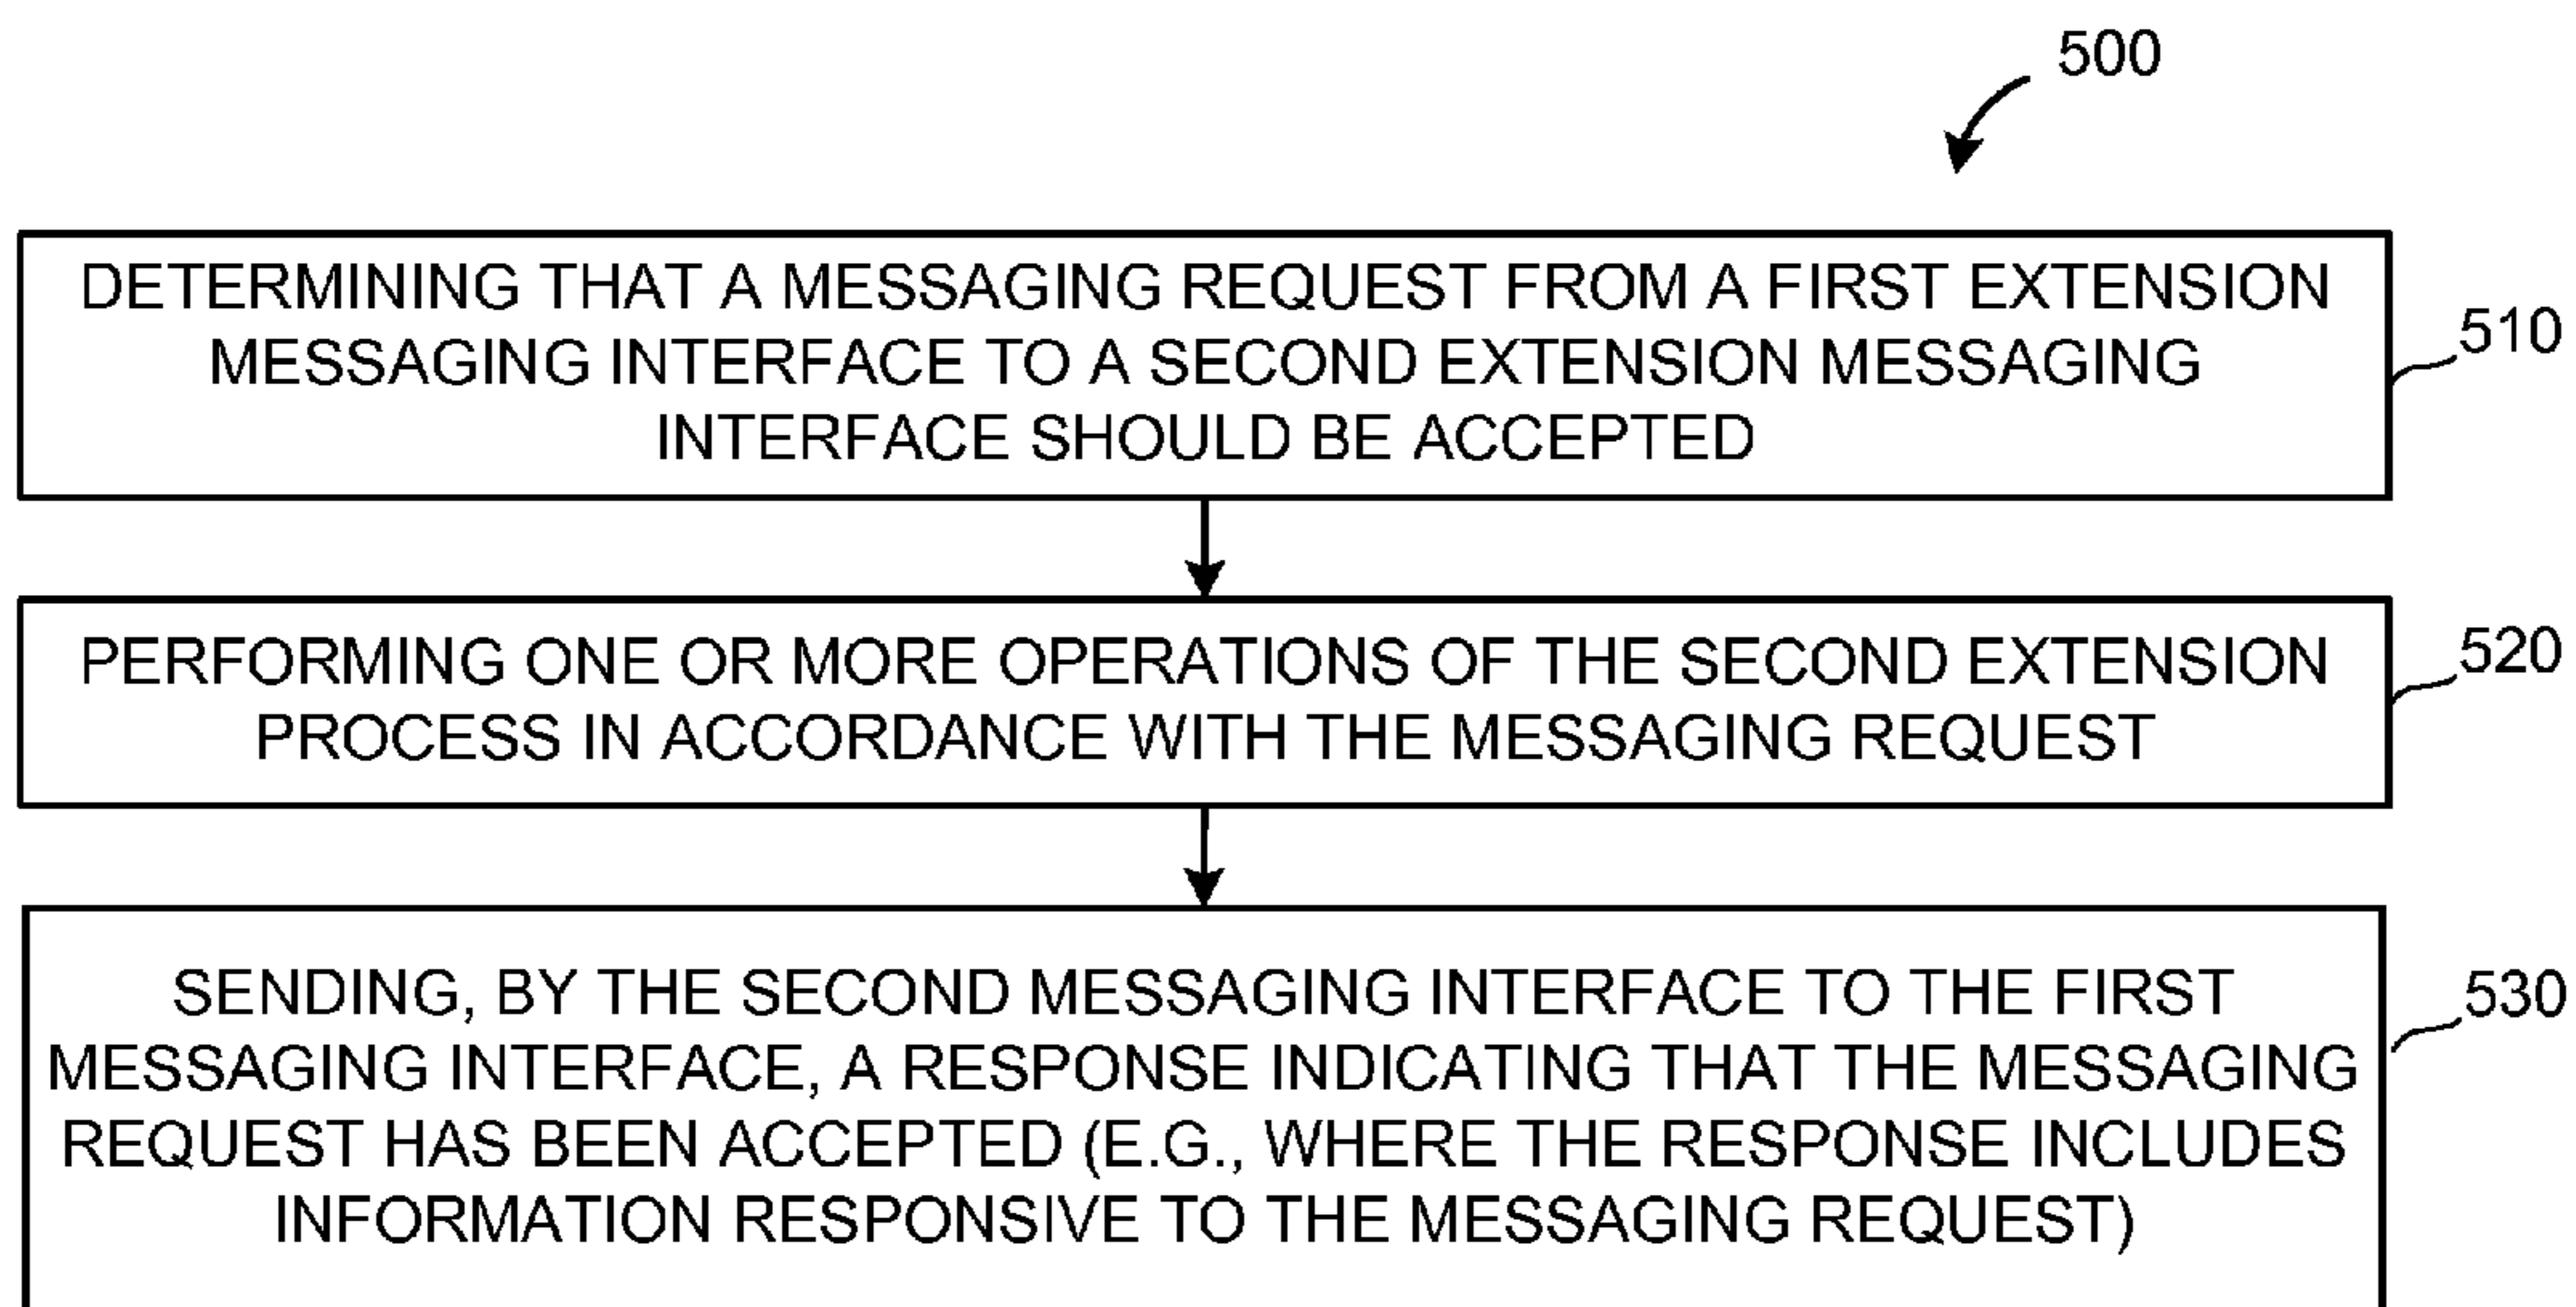 500
DETERMINING THAT A MESSAGING REQUEST FROM A FIRST EXTENSION
MESSAGING INTERFACE TO A SECOND EXTENSION MESSAGING
INTERFACE SHOULD BE ACCEPTED
510
PERFORMING ONE OR MORE OPERATIONS OF THE SECOND EXTENSION
PROCESS IN ACCORDANCE WITH THE MESSAGING REQUEST
520
SENDING, BY THE SECOND MESSAGING INTERFACE TO THE FIRST
MESSAGING INTERFACE, A RESPONSE INDICATING THAT THE MESSAGING
REQUEST HAS BEEN ACCEPTED (E.G., WHERE THE RESPONSE INCLUDES
INFORMATION RESPONSIVE TO THE MESSAGING REQUEST)
530